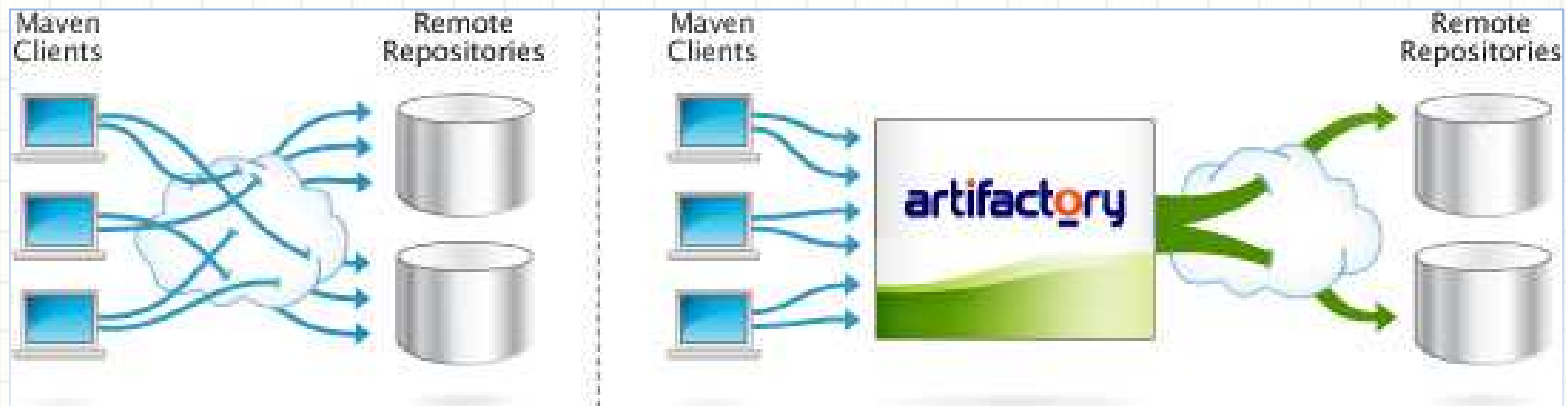 Maven
Clients
Remote
Repositories
Maven
Clients
Remote
Repositories
artifactory